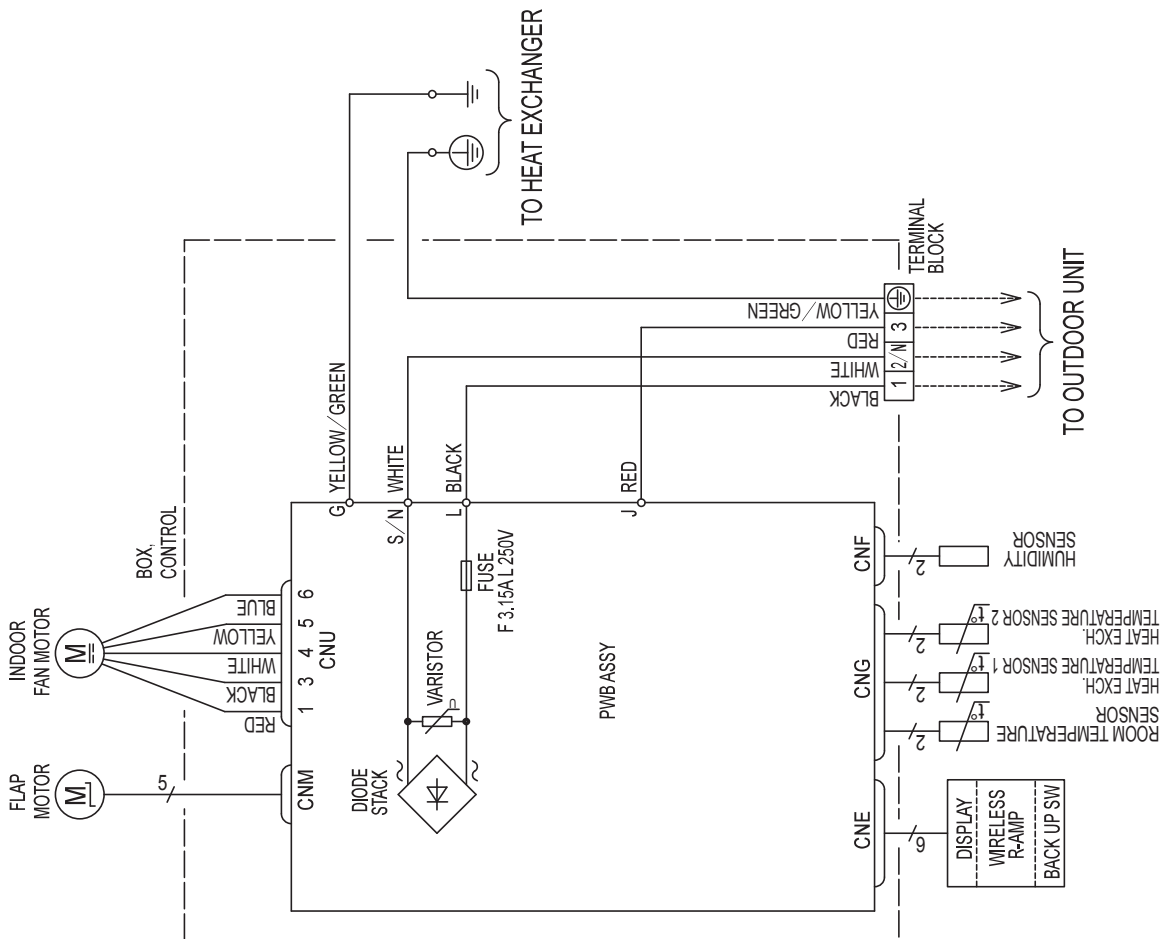 INDOOR
FAN MOTOR
FLAP
MOTOR
M
M
5
BOX,
CONTROL
RED
BLACK
WHITE
YELLOW
BLUE
1 3 4 5 6
CNU
CNM
G YELLOW/GREEN
S/N WHITE
L BLACK
J RED
FUSE
F 3.15A L 250V
VARISTOR
U
DIODE
STACK
PWB ASSY
TO HEAT EXCHANGER
TERMINAL
BLOCK
YELLOW/GREEN
RED
WHITE
BLACK
1 2/N 3
TO OUTDOOR UNIT
CNF
CNG
CNE
2
2
2
2
6
HUMIDITY
SENSOR
HEAT EXCH.
TEMPERATURE SENSOR 2
HEAT EXCH.
TEMPERATURE SENSOR 1
ROOM TEMPERATURE
SENSOR
t°
t°
t°
DISPLAY
WIRELESS
R-AMP
BACK UP SW